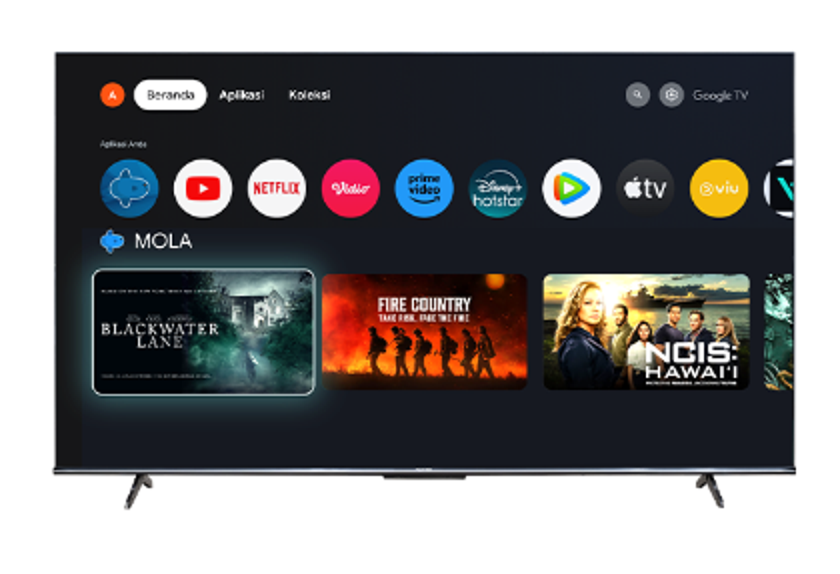 A Beranda Aplikasi Koleksi Google TV
Aplikasi Anda
NETFLIX Vidio prime video Disney+ hotstar tv viu
MOLA
BLACKWATER LANE
FIRE COUNTRY
TAKE RISK. FACE THE FIRE
NCIS:
HAWAI'I